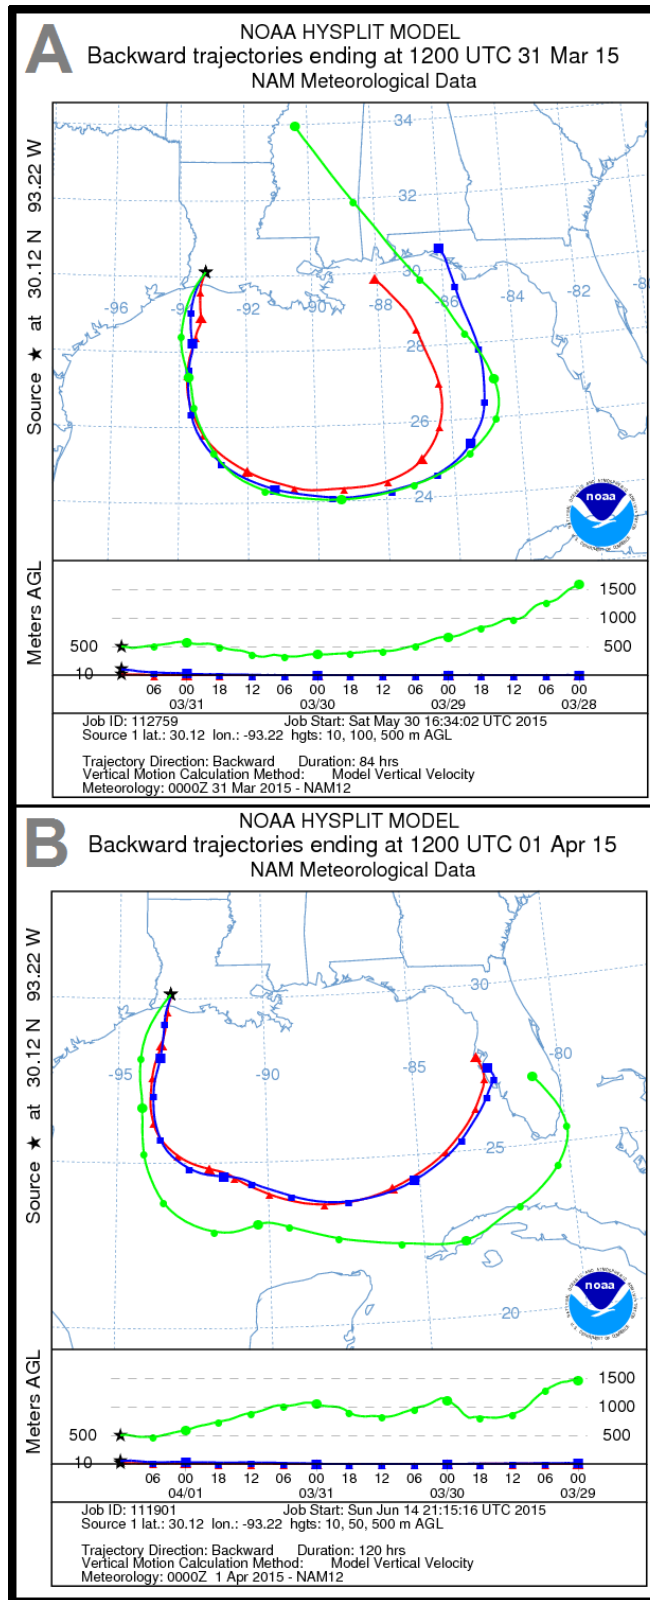 A
NOAA HYSPLIT MODEL
Backward trajectories ending at 1200 UTC 31 Mar 15
NAM Meteorological Data
Source ★ at 30.12 N 93.22 W
34
32
30
-96
-92
-90
-88
-86
-84
-82
28
26
24
noaa
Meters AGL
1500
1000
500
500
10
06 00 18 12 06 00 18 12 06 00 18 12 06 00
03/31 03/30 03/29 03/28
Job ID: 112759 Job Start: Sat May 30 16:34:02 UTC 2015
Source 1 lat.: 30.12 lon.: -93.22 hgts: 10, 100, 500 m AGL
Trajectory Direction: Backward Duration: 84 hrs
Vertical Motion Calculation Method: Model Vertical Velocity
Meteorology: 0000Z 31 Mar 2015 - NAM12
B
NOAA HYSPLIT MODEL
Backward trajectories ending at 1200 UTC 01 Apr 15
NAM Meteorological Data
Source ★ at 30.12 N 93.22 W
30
-95
-90
-85
-80
25
20
noaa
Meters AGL
1500
1000
500
500
10
06 00 18 12 06 00 18 12 06 00 18 12 06 00
04/01 03/31 03/30 03/29
Job ID: 111901 Job Start: Sun Jun 14 21:15:16 UTC 2015
Source 1 lat.: 30.12 lon.: -93.22 hgts: 10, 50, 500 m AGL
Trajectory Direction: Backward Duration: 120 hrs
Vertical Motion Calculation Method: Model Vertical Velocity
Meteorology: 0000Z 1 Apr 2015 - NAM12